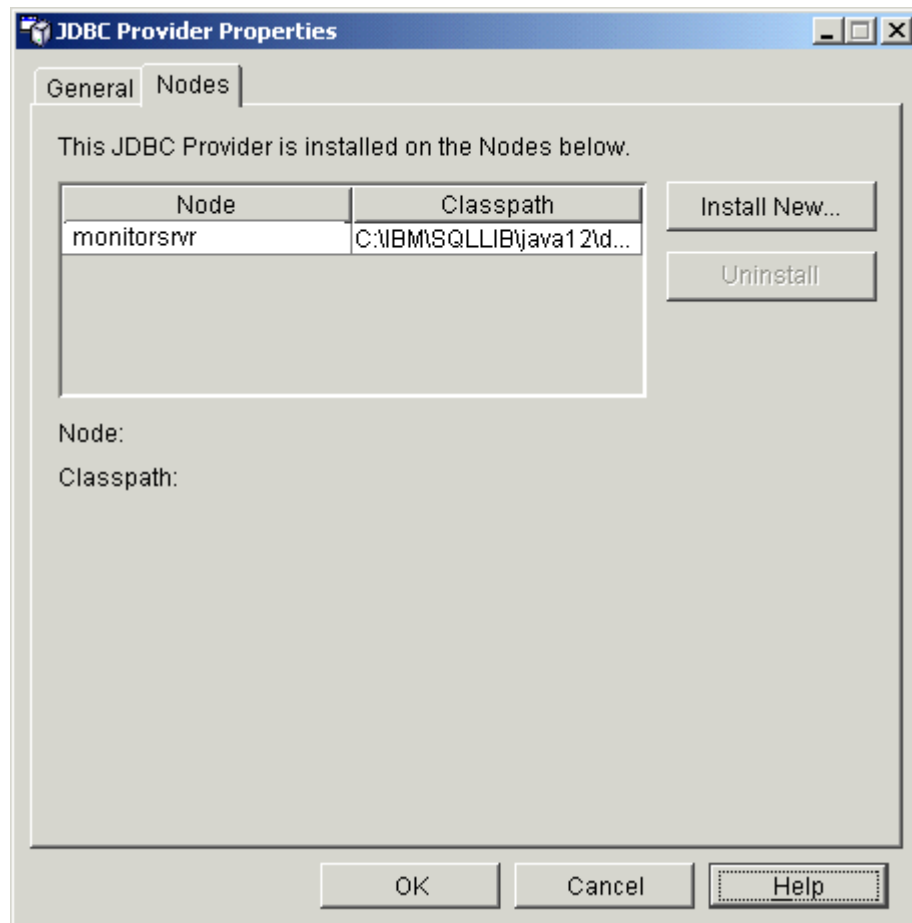 JDBC Provider Properties
General Nodes
This JDBC Provider is installed on the Nodes below.
Node Classpath
monitorsrvr C:\IBM\SQLLIB\java12\d...
Install New...
Uninstall
Node:
Classpath:
OK Cancel Help